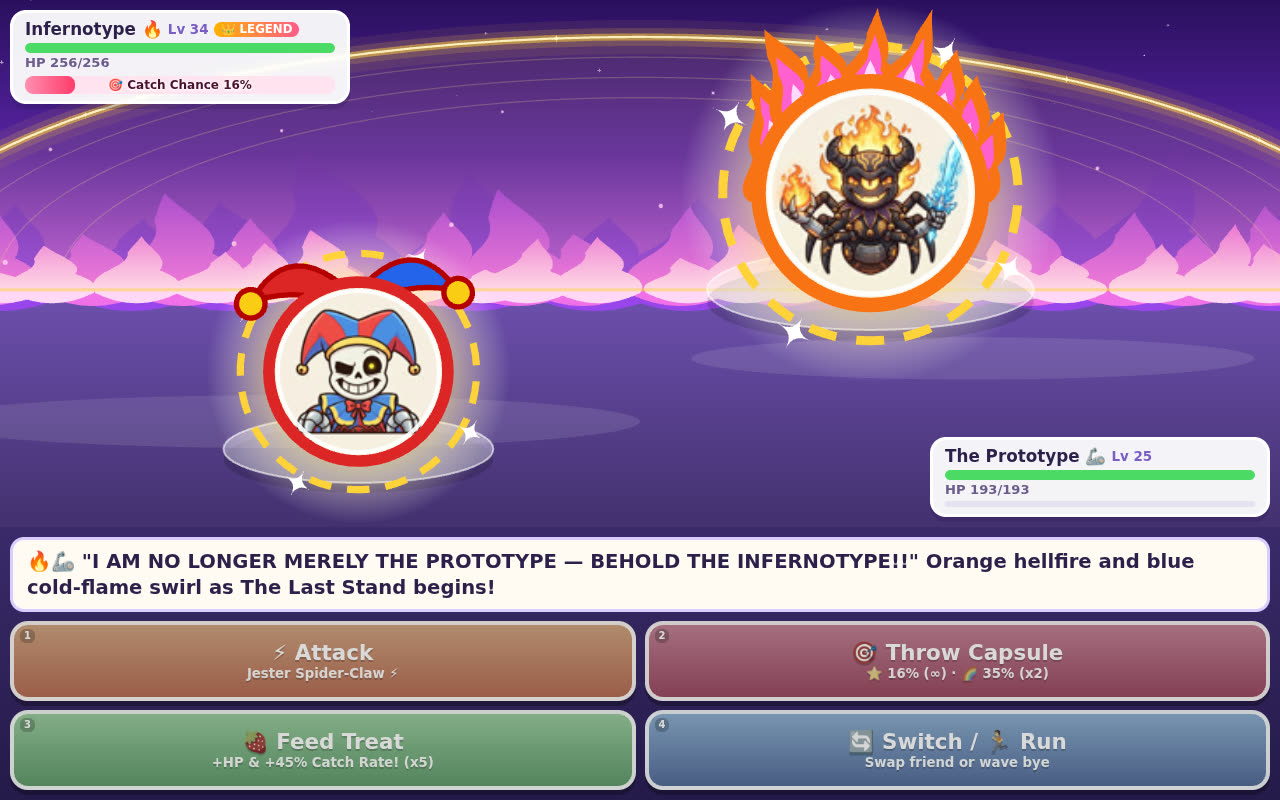 Infernotype 🔥 Lv 34 👑 LEGEND
HP 256/256
🎯 Catch Chance 16%
The Prototype 🦾 Lv 25
HP 193/193
🔥🦾 "I AM NO LONGER MERELY THE PROTOTYPE — BEHOLD THE INFERNOTYPE!!" Orange hellfire and blue
cold-flame swirl as The Last Stand begins!
1
⚡ Attack
Jester Spider-Claw ⚡
2
🎯 Throw Capsule
⭐ 16% (∞) · 🌈 35% (x2)
3
🍓 Feed Treat
+HP & +45% Catch Rate! (x5)
4
🔄 Switch / 🏃 Run
Swap friend or wave bye